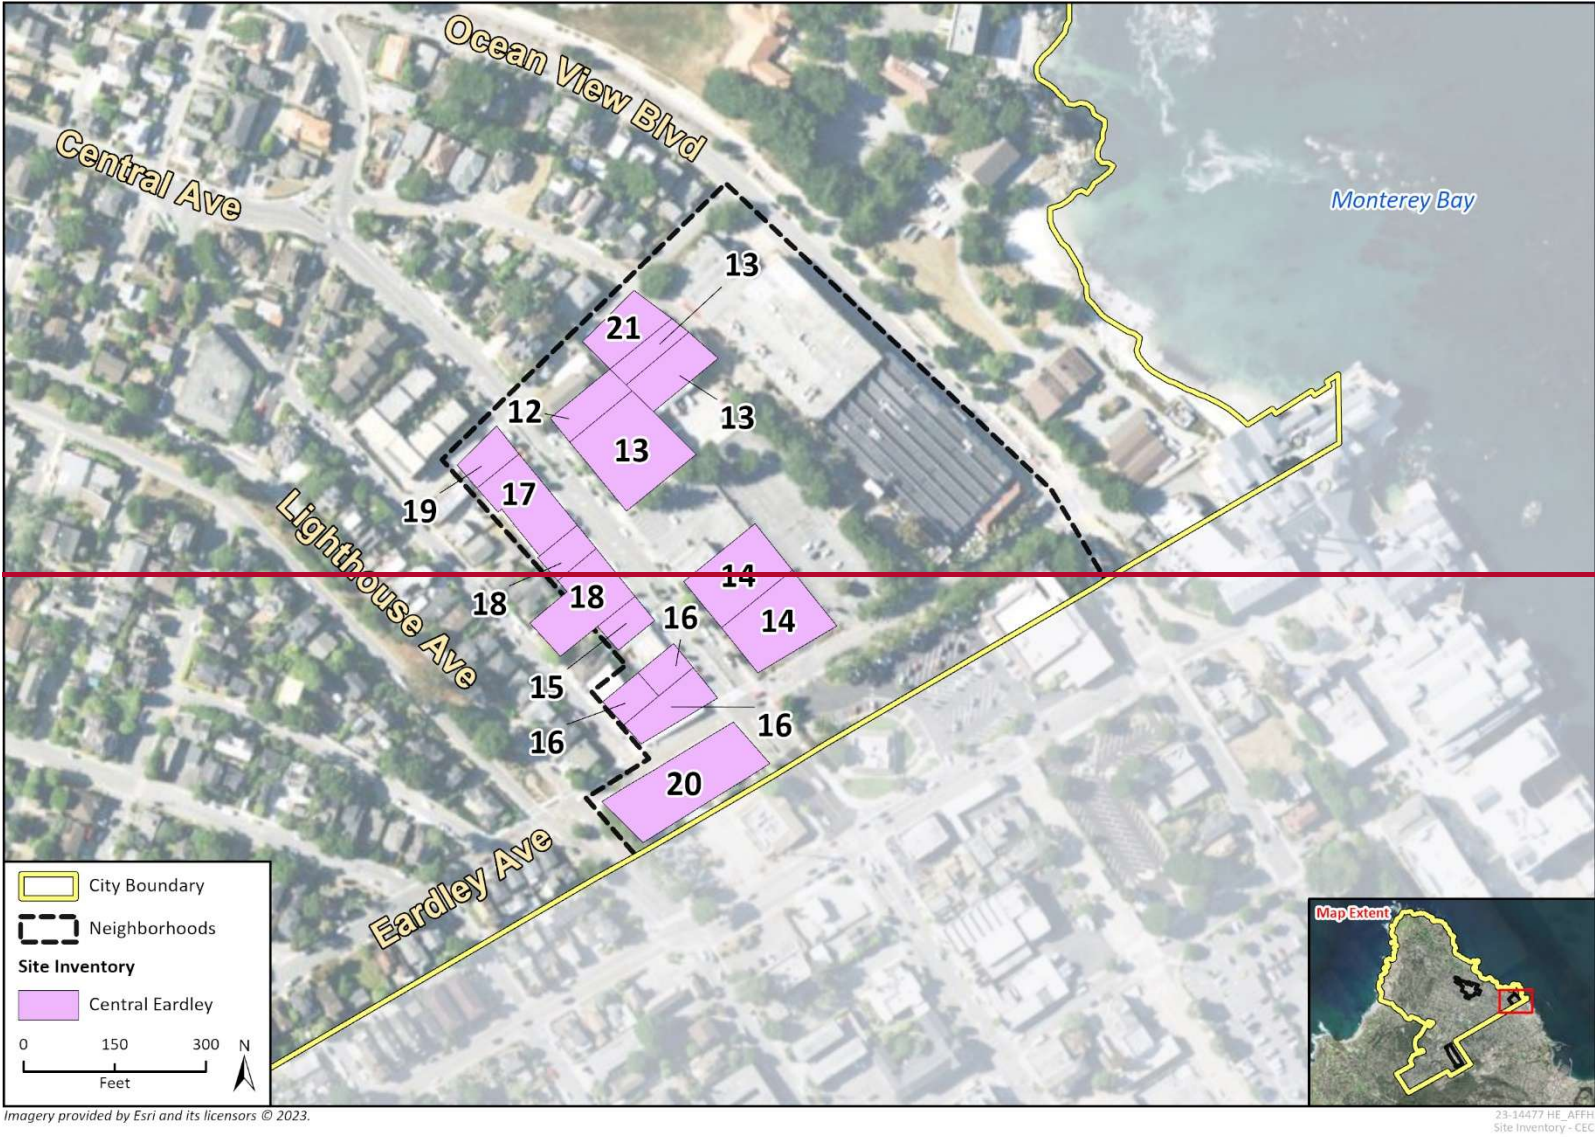 Ocean View Blvd
Central Ave
Monterey Bay
13
21
12
13
13
17
19
14
18
18
14
16
15
16
16
20
Lighthouse Ave
Eardley Ave
City Boundary
Neighborhoods
Site Inventory
Central Eardley
0 150 300
Feet
N
Map Extent
Imagery provided by Esri and its licensors © 2023.
23-14477 HE_AFFH
Site Inventory - CEC